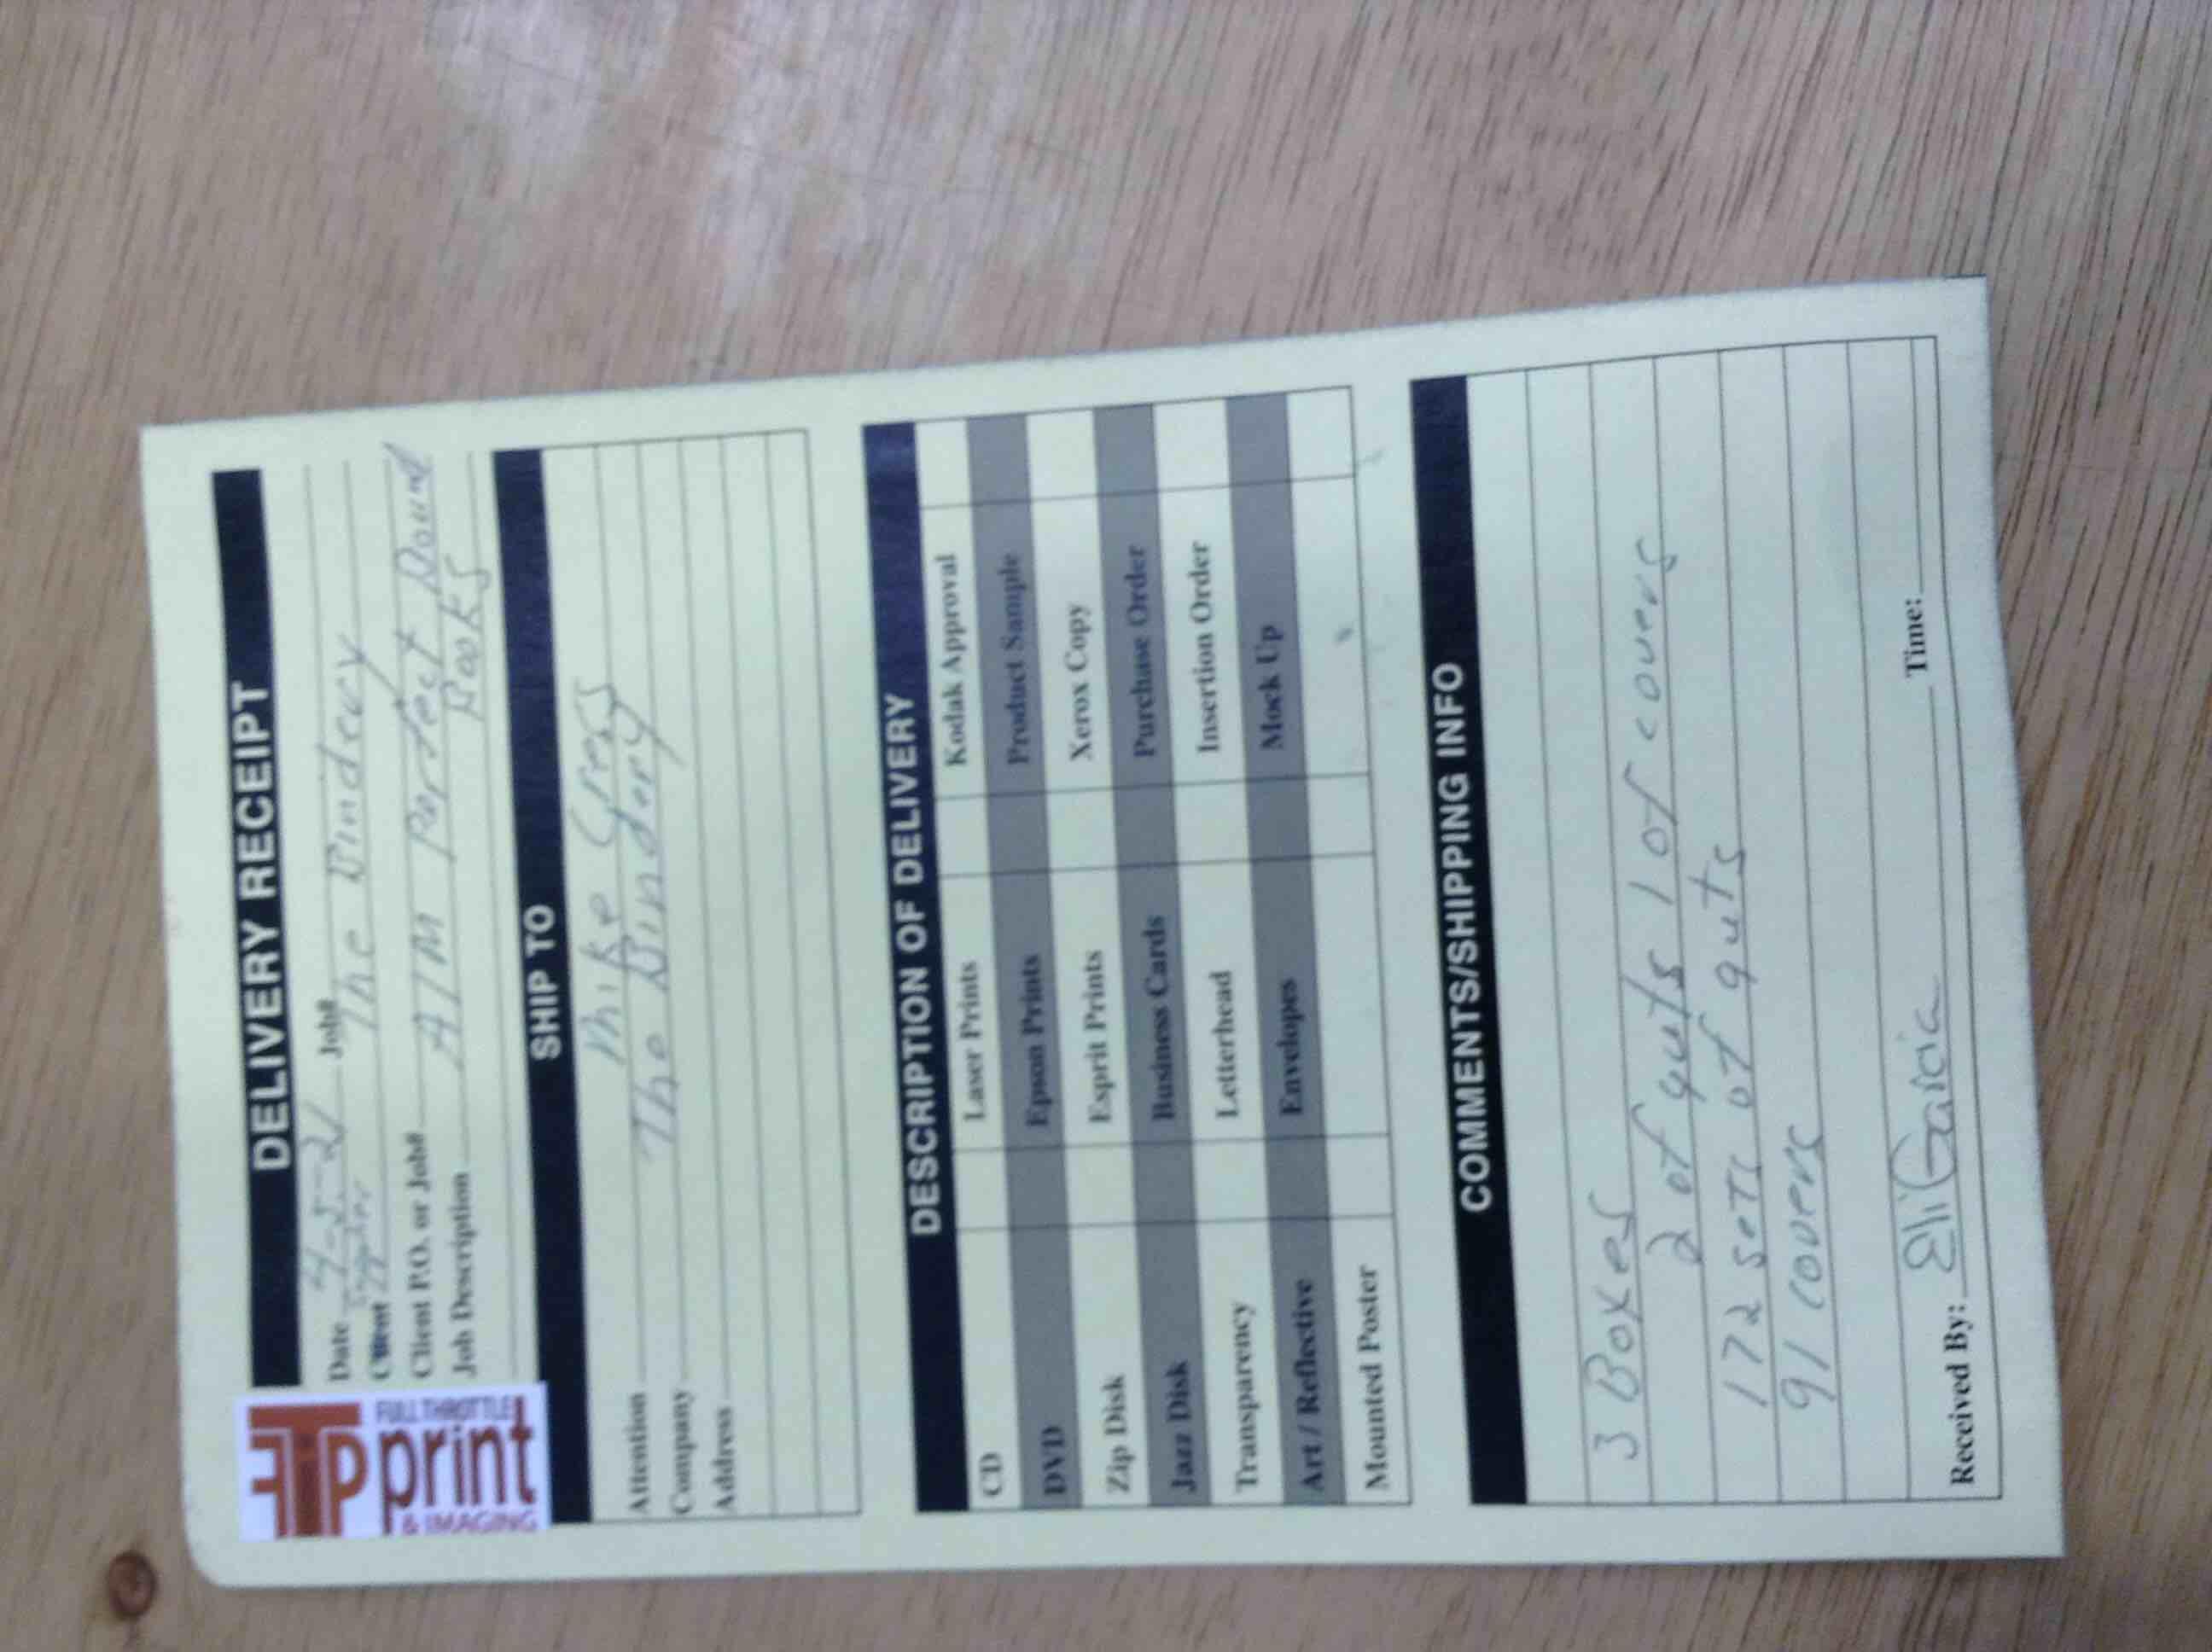 FTP
FULL THROTTLE
print
& IMAGING
DELIVERY RECEIPT
Date 4-5-21 Job#
Client The Bindery
Client P.O. or Job#
Job Description AIM Perfect Bound
Books
SHIP TO
Attention Mike Greg
Company The Bindery
Address
DESCRIPTION OF DELIVERY
CD Laser Prints Kodak Approval
DVD Epson Prints Product Sample
Zip Disk Esprit Prints Xerox Copy
Jazz Disk Business Cards Purchase Order
Transparency Letterhead Insertion Order
Art / Reflective Envelopes Mock Up
Mounted Poster
COMMENTS/SHIPPING INFO
3 Boxes
2 of guts 1 of covers
172 sets of guts
91 covers
Received By: Eli Garcia Time: